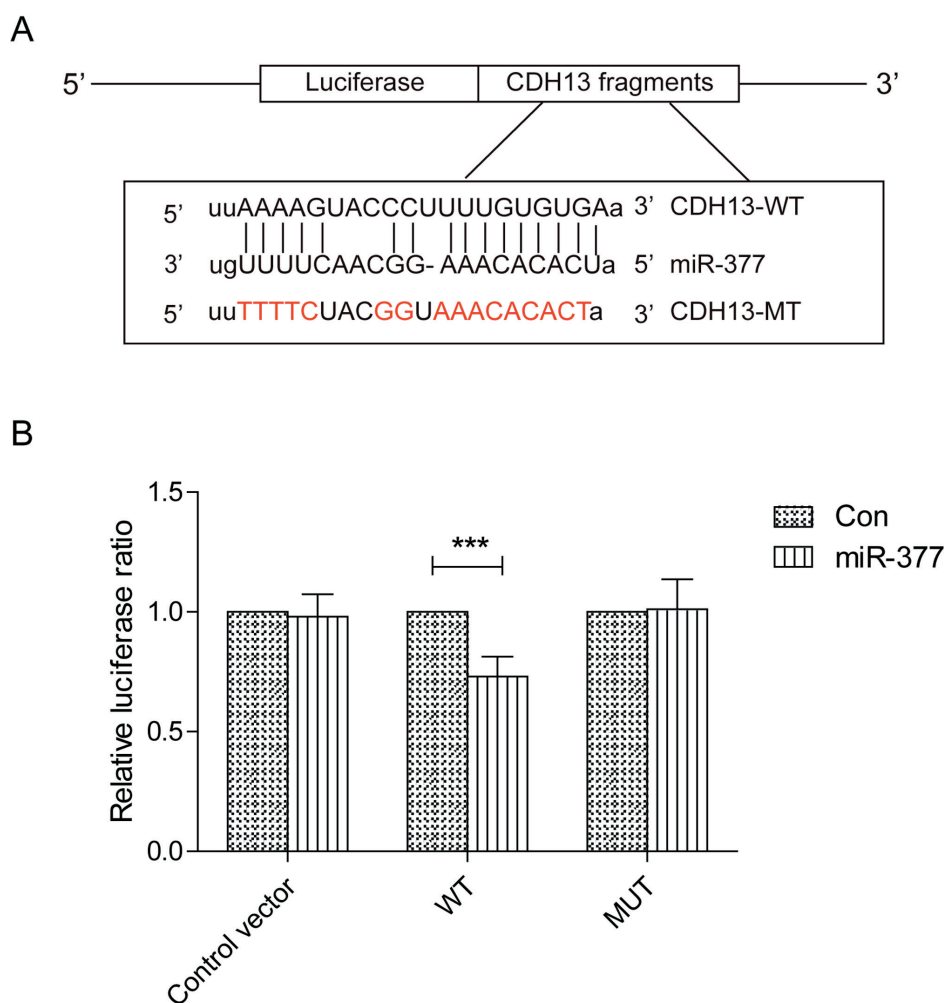 A
5’ Luciferase CDH13 fragments 3’
5’ uuAAAAGUACCCUUUUGUGUGAa 3’ CDH13-WT
3’ ugUUUUCAACGG-AAACACACUa 5’ miR-377
5’ uuTTTTCUACGGUAAACACACTa 3’ CDH13-MT
B
Relative luciferase ratio
1.5
1.0
0.5
0.0
***
Con
miR-377
Control vector
WT
MUT